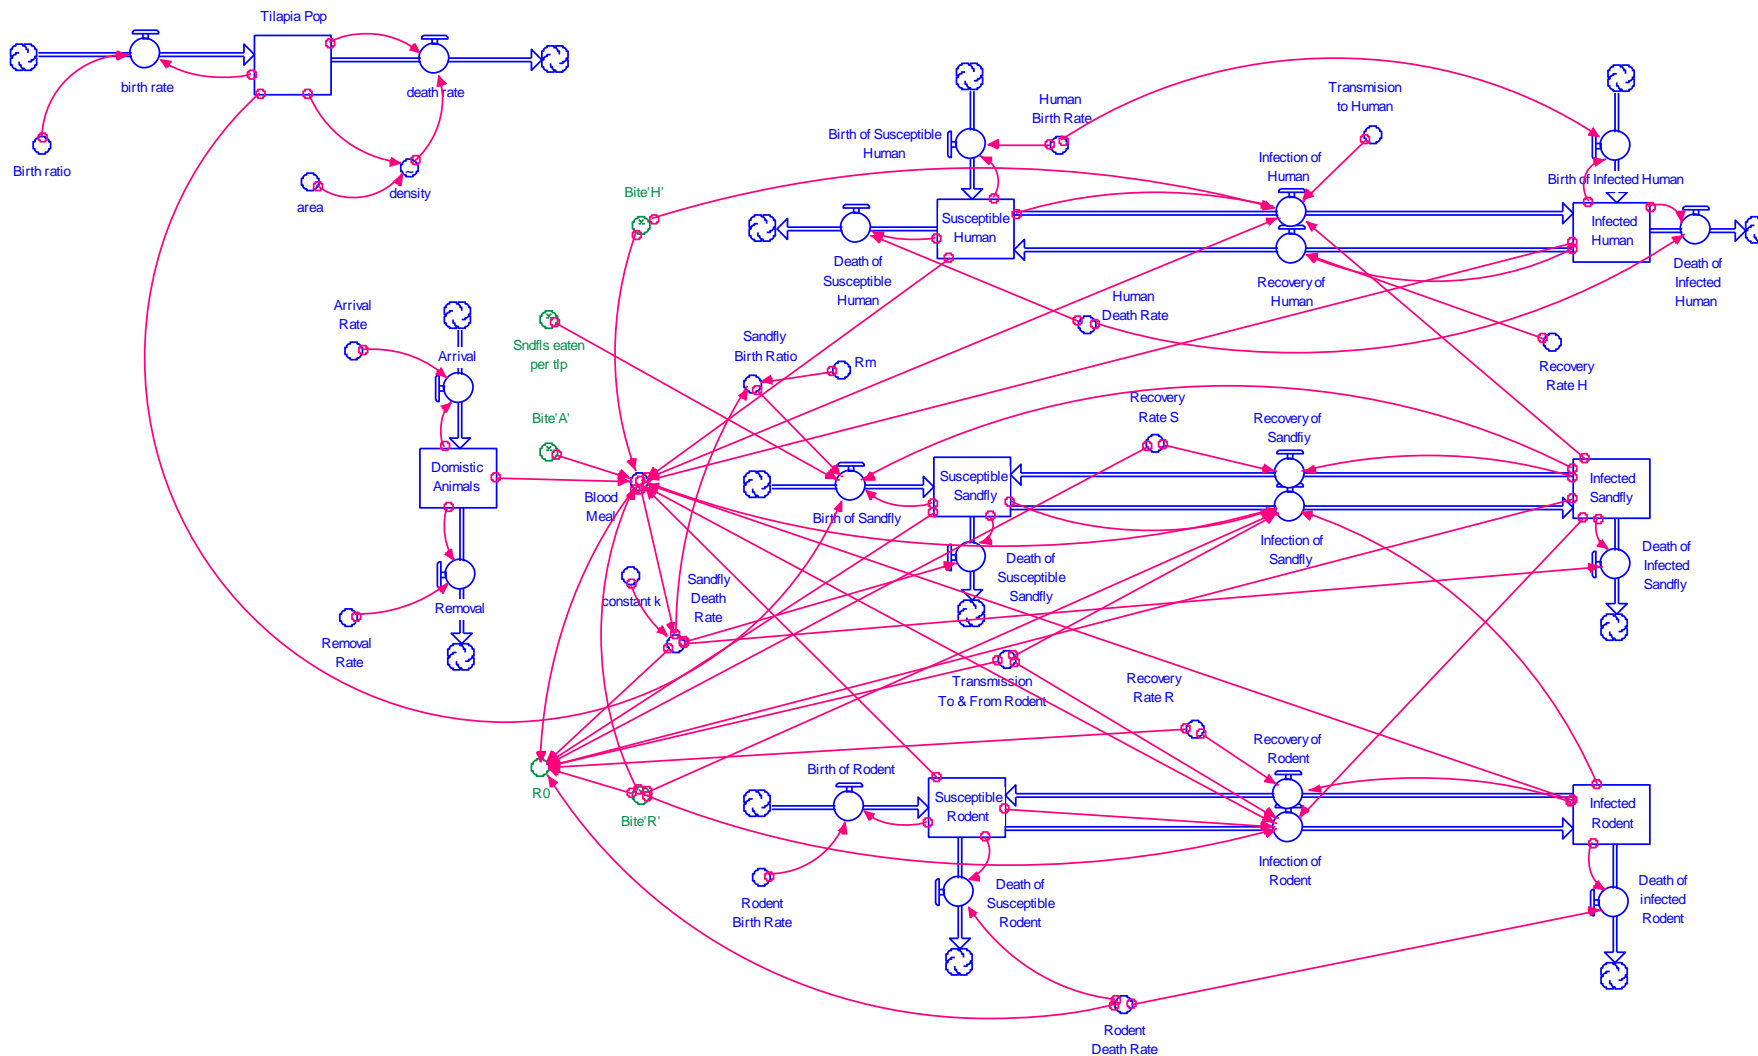 Tilapia Pop
birth rate
death rate
Birth ratio
area
density
Human
Birth Rate
Transmision
to Human
Birth of Susceptible
Human
Infection of
Human
Birth of Infected Human
Bite'H'
Susceptible
Human
Infected
Human
Death of
Susceptible
Human
Recovery of
Human
Death of
Infected
Human
Human
Death Rate
Arrival
Rate
Arrival
Sndfls eaten
per tlp
Sandfly
Birth Ratio
Rm
Recovery
Rate H
Bite'A'
Recovery
Rate S
Recovery of
Sandfly
Domistic
Animals
Blood
Meal
Birth of Sandfly
Susceptible
Sandfly
Infected
Sandfly
Infection of
Sandfly
Death of
Susceptible
Sandfly
Death of
Infected
Sandfly
constant k
Sandfly
Death
Rate
Removal
Removal
Rate
Transmission
To & From Rodent
Recovery
Rate R
Recovery of
Rodent
R0
Bite'R'
Birth of Rodent
Susceptible
Rodent
Infected
Rodent
Infection of
Rodent
Rodent
Birth Rate
Death of
Susceptible
Rodent
Death of
infected
Rodent
Rodent
Death Rate